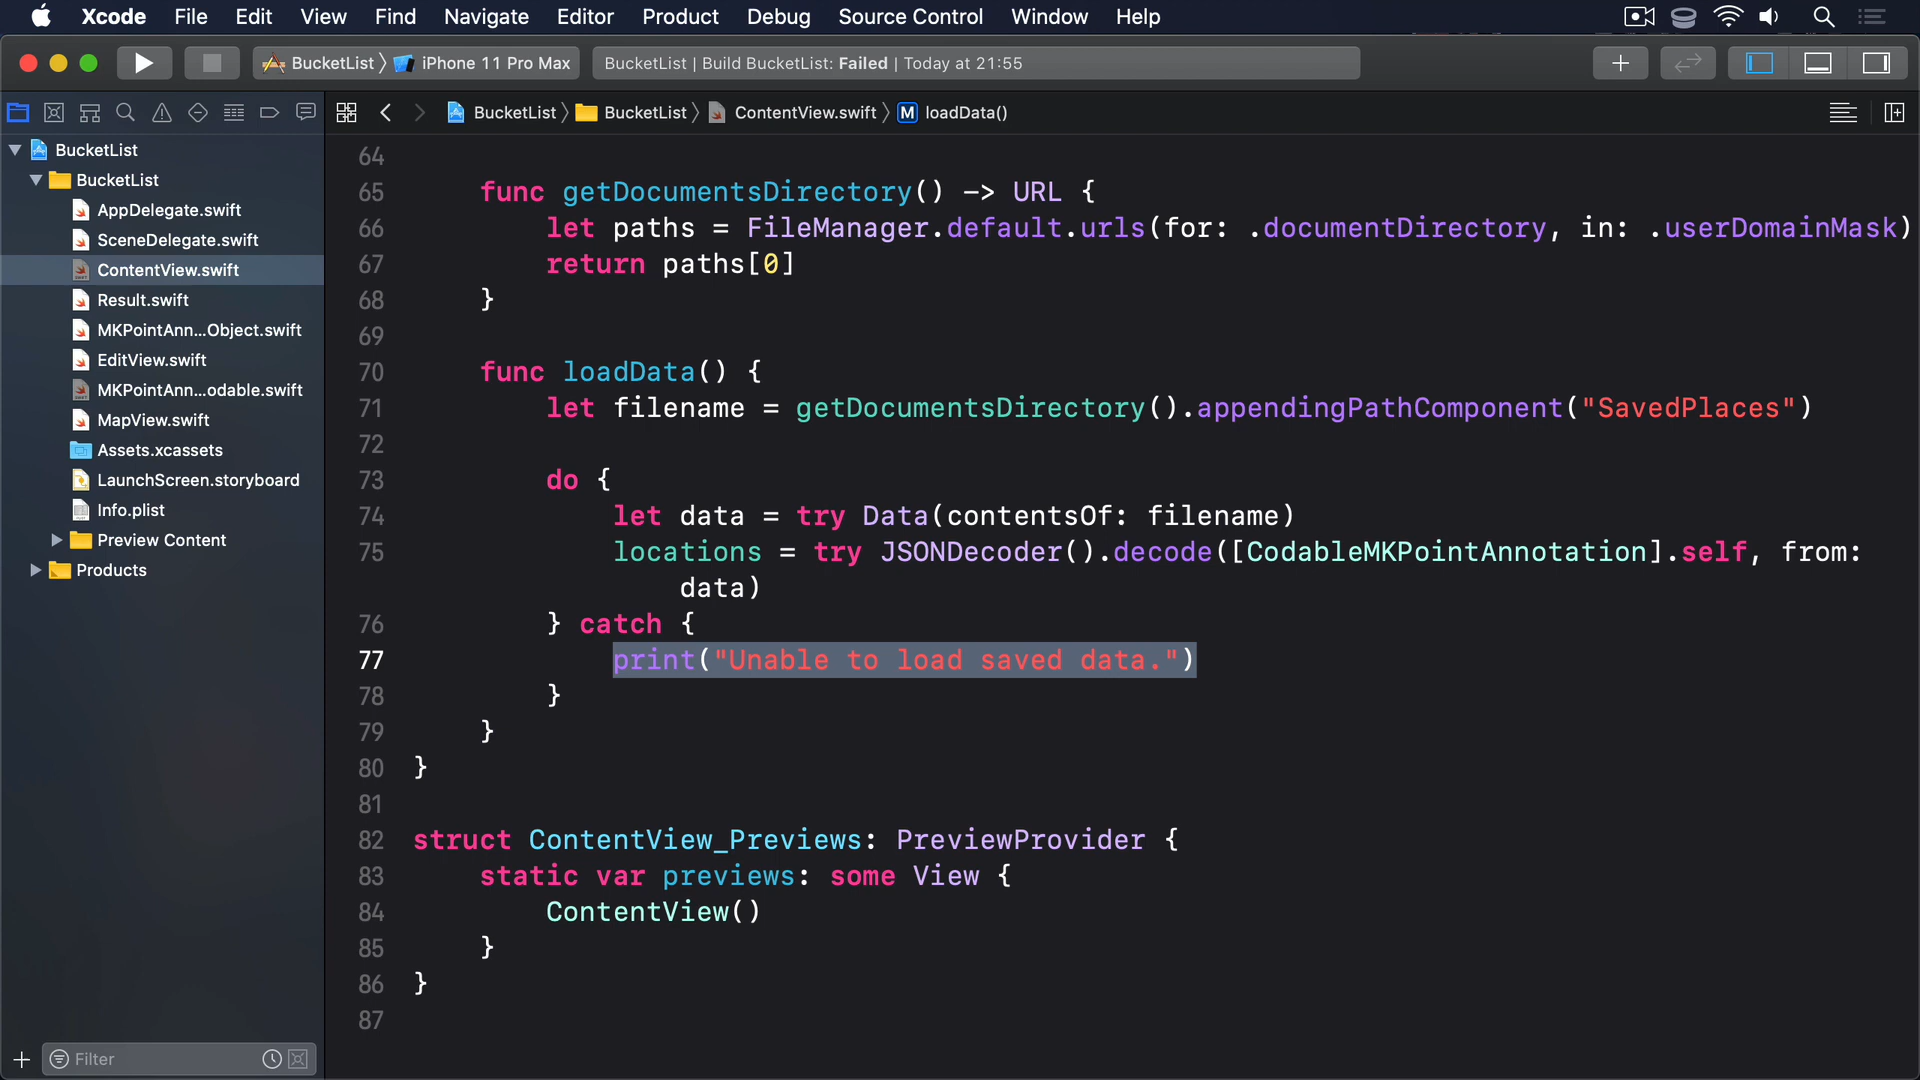 Xcode File Edit View Find Navigate Editor Product Debug Source Control Window Help
BucketList 〉 iPhone 11 Pro Max
BucketList | Build BucketList: Failed | Today at 21:55
BucketList 〉 BucketList 〉 ContentView.swift 〉 M loadData()
BucketList
BucketList
AppDelegate.swift
SceneDelegate.swift
ContentView.swift
Result.swift
MKPointAnn...Object.swift
EditView.swift
MKPointAnn...odable.swift
MapView.swift
Assets.xcassets
LaunchScreen.storyboard
Info.plist
Preview Content
Products
Filter
64
65 func getDocumentsDirectory() -> URL {
66 let paths = FileManager.default.urls(for: .documentDirectory, in: .userDomainMask)
67 return paths[0]
68 }
69
70 func loadData() {
71 let filename = getDocumentsDirectory().appendingPathComponent("SavedPlaces")
72
73 do {
74 let data = try Data(contentsOf: filename)
75 locations = try JSONDecoder().decode([CodableMKPointAnnotation].self, from:
data)
76 } catch {
77 print("Unable to load saved data.")
78 }
79 }
80 }
81
82 struct ContentView_Previews: PreviewProvider {
83 static var previews: some View {
84 ContentView()
85 }
86 }
87